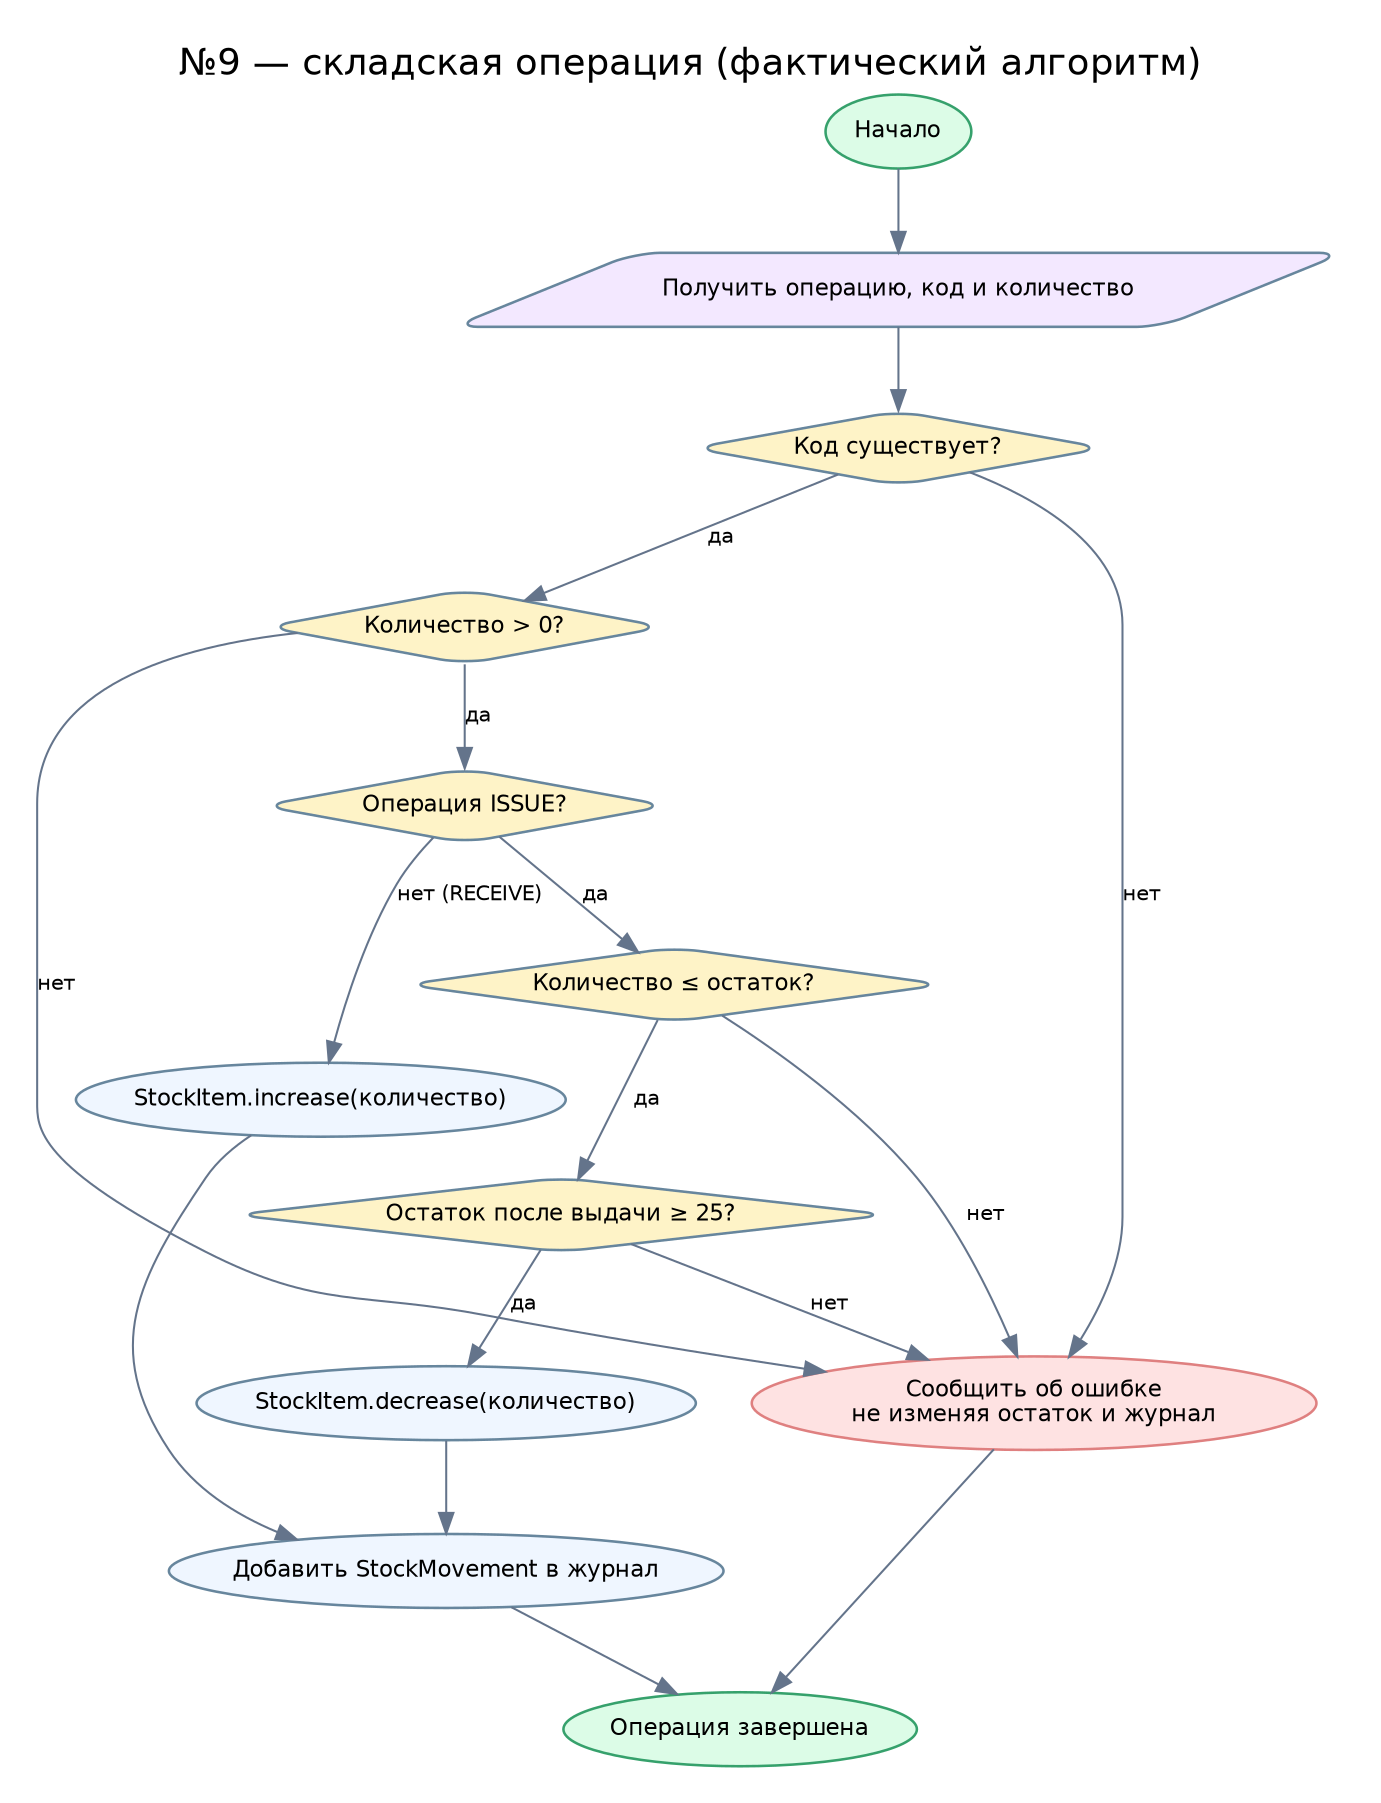 №9 — складская операция (фактический алгоритм)
Начало
Получить операцию, код и количество
Код существует?
да
Количество > 0?
да
Операция ISSUE?
нет (RECEIVE)
да
нет
Количество ≤ остаток?
нет
StockItem.increase(количество)
да
Остаток после выдачи ≥ 25?
нет
да
нет
StockItem.decrease(количество)
Сообщить об ошибке
не изменяя остаток и журнал
Добавить StockMovement в журнал
Операция завершена